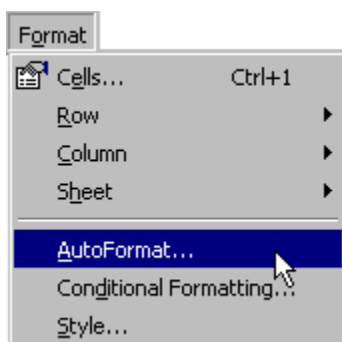 Format
Cells... Ctrl+1
Row
Column
Sheet
AutoFormat...
Conditional Formatting...
Style...